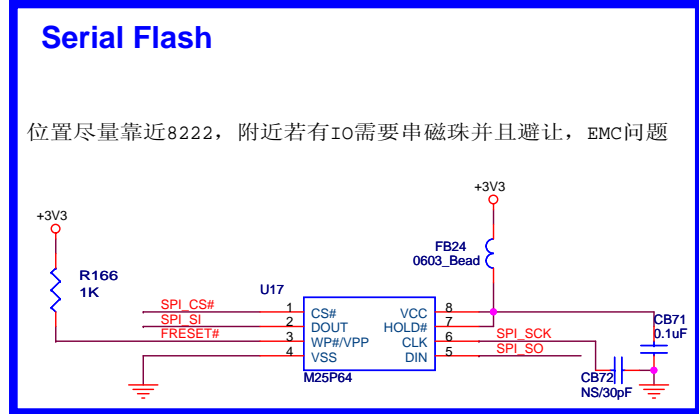 Serial Flash
位置尽量靠近8222，附近若有IO需要串磁珠并且避让，EMC问题
+3V3
+3V3
FB24
0603_Bead
R166
1K
U17
SPI_CS#
1
CS#
VCC
8
CB71
0.1uF
SPI_SI
2
DOUT
HOLD#
7
FRESET#
3
WP#/VPP
CLK
6
SPI_SCK
4
VSS
DIN
5
SPI_SO
M25P64
CB72
NS/30pF